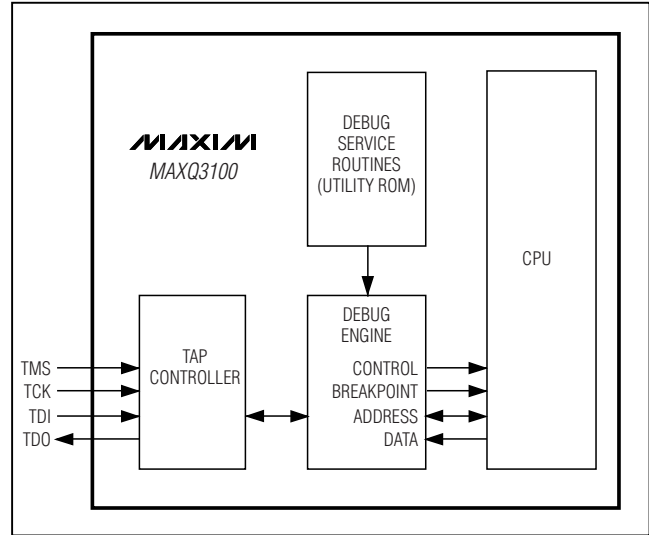 MAXIM
MAXQ3100
DEBUG
SERVICE
ROUTINES
(UTILITY ROM)
CPU
TMS
TCK
TDI
TDO
TAP
CONTROLLER
DEBUG
ENGINE
CONTROL
BREAKPOINT
ADDRESS
DATA